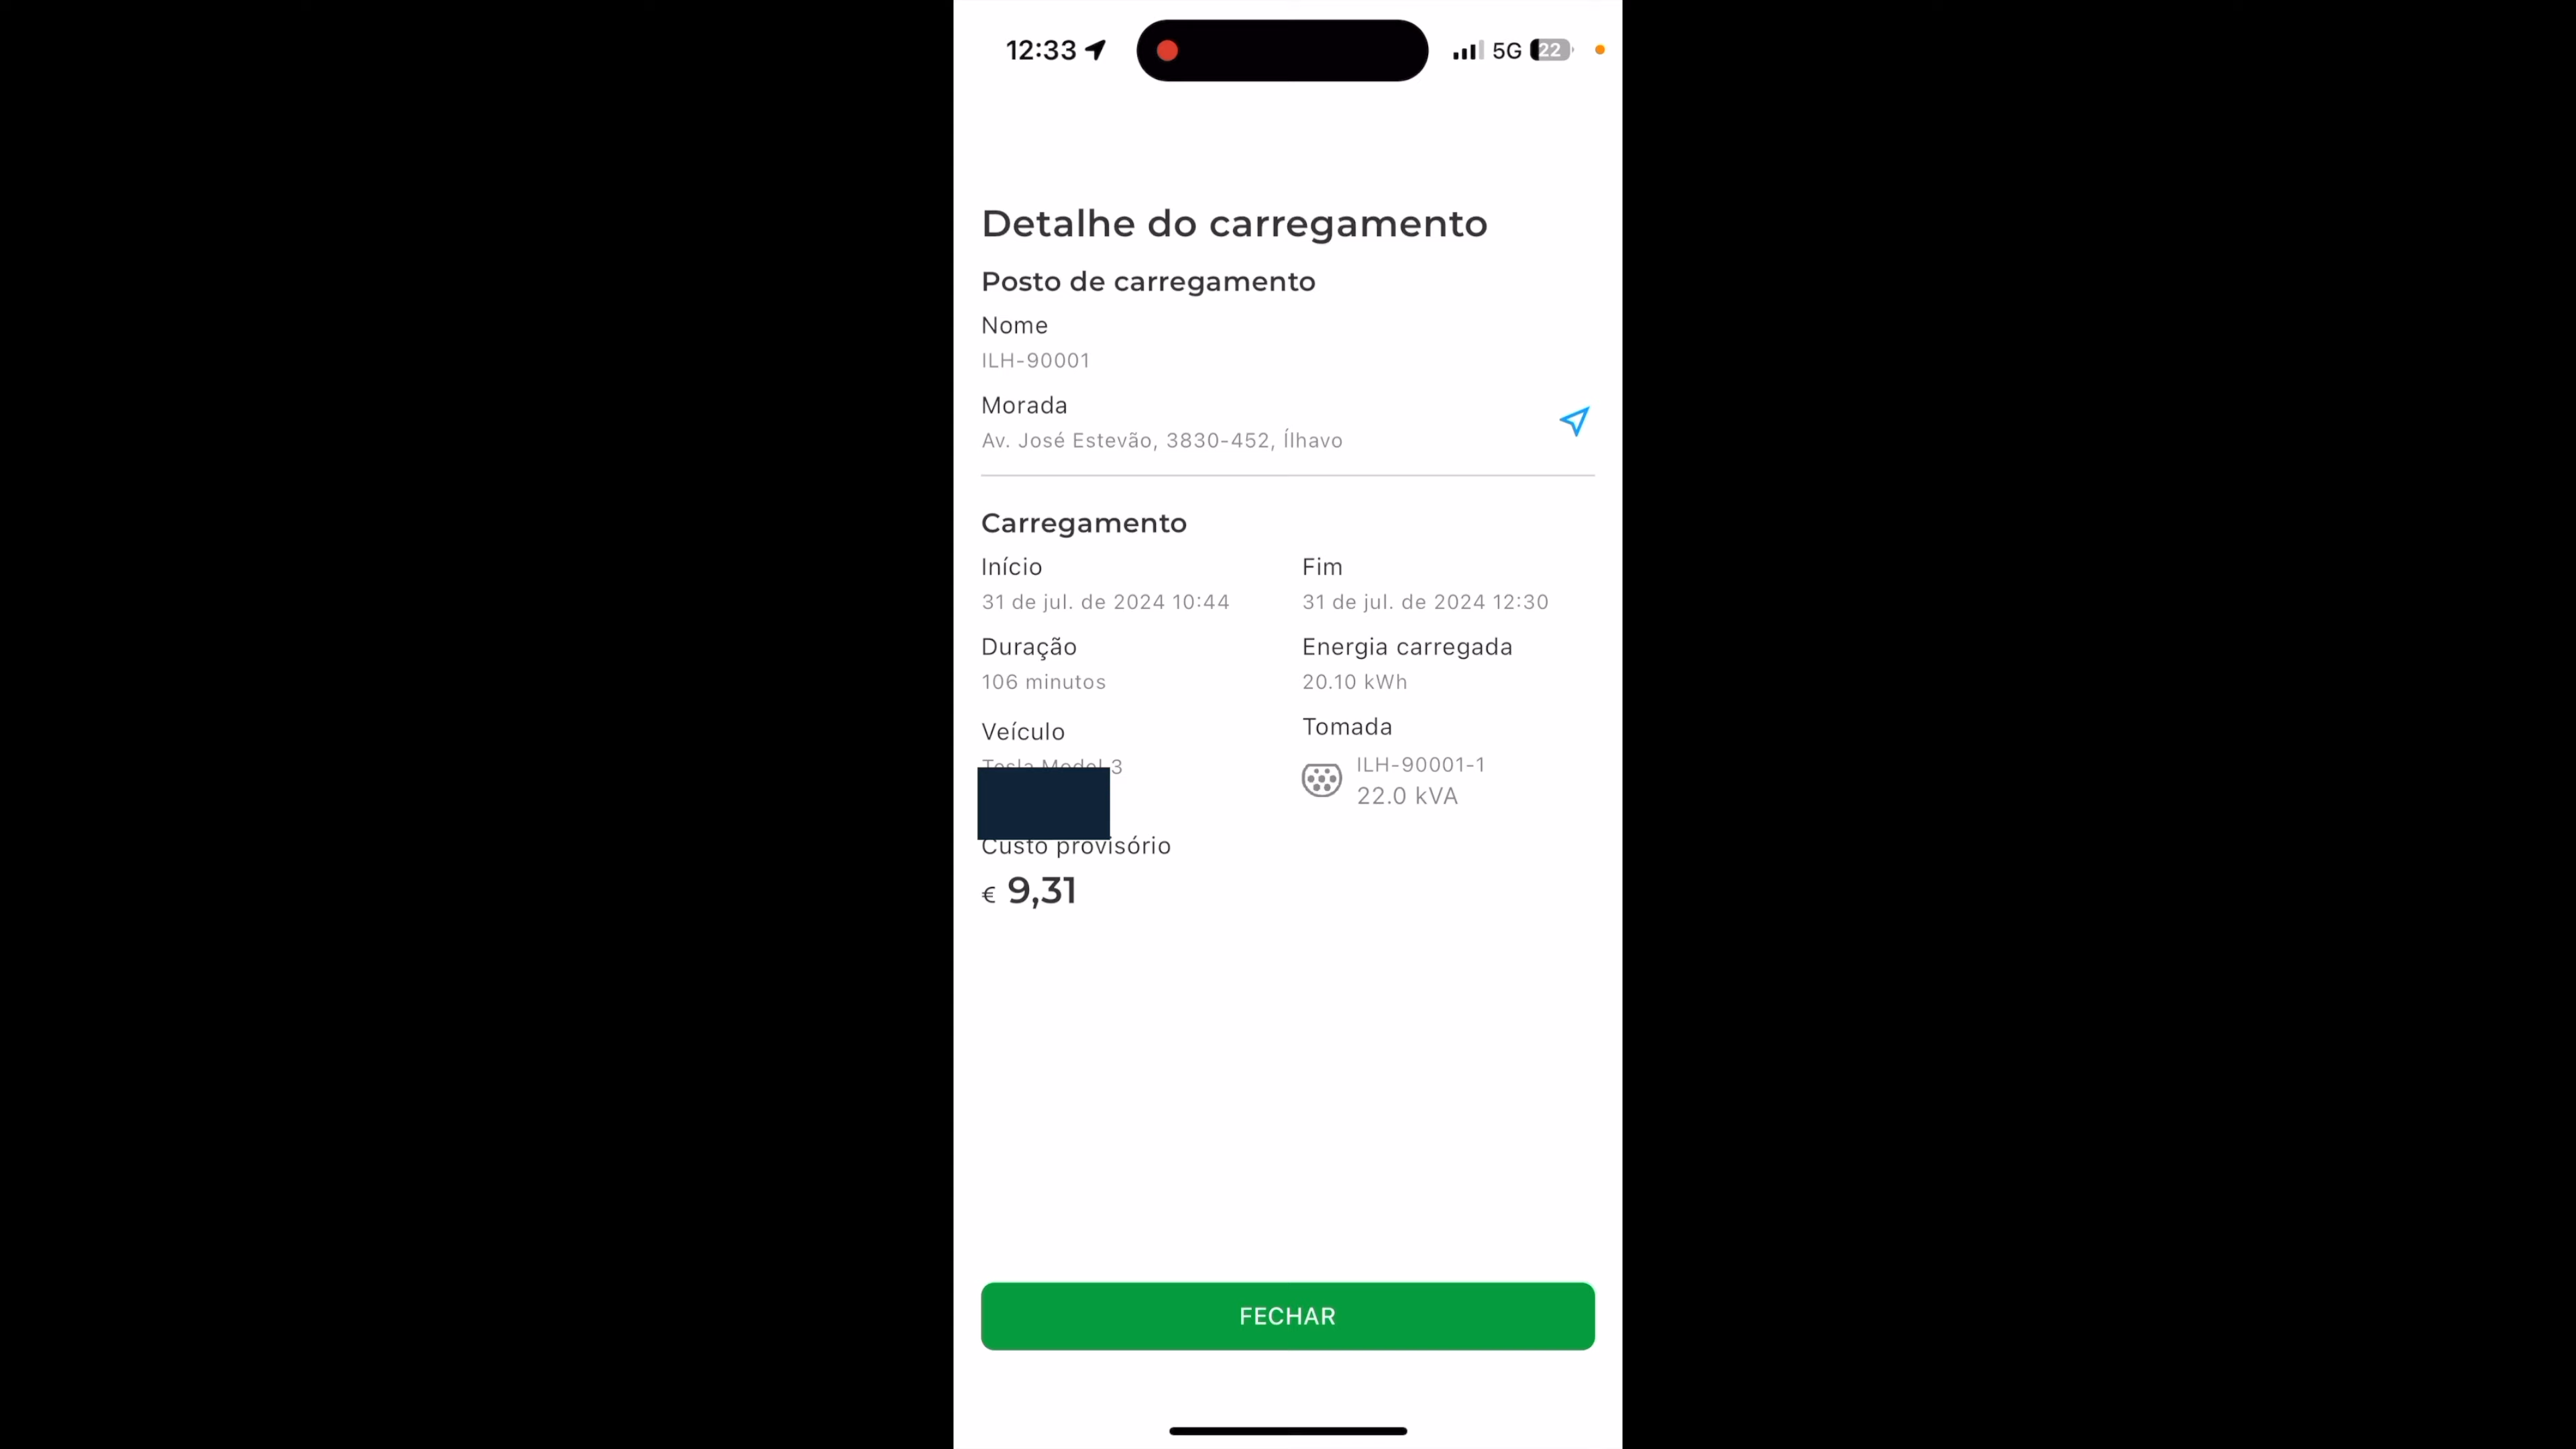 12:33 5G 22
Detalhe do carregamento
Posto de carregamento
Nome
ILH-90001
Morada
Av. José Estevão, 3830-452, Ílhavo
Carregamento
Início
31 de jul. de 2024 10:44
Fim
31 de jul. de 2024 12:30
Duração
106 minutos
Energia carregada
20.10 kWh
Veículo
Tesla Model 3
Tomada
ILH-90001-1
22.0 kVA
Custo provisório
€ 9,31
FECHAR